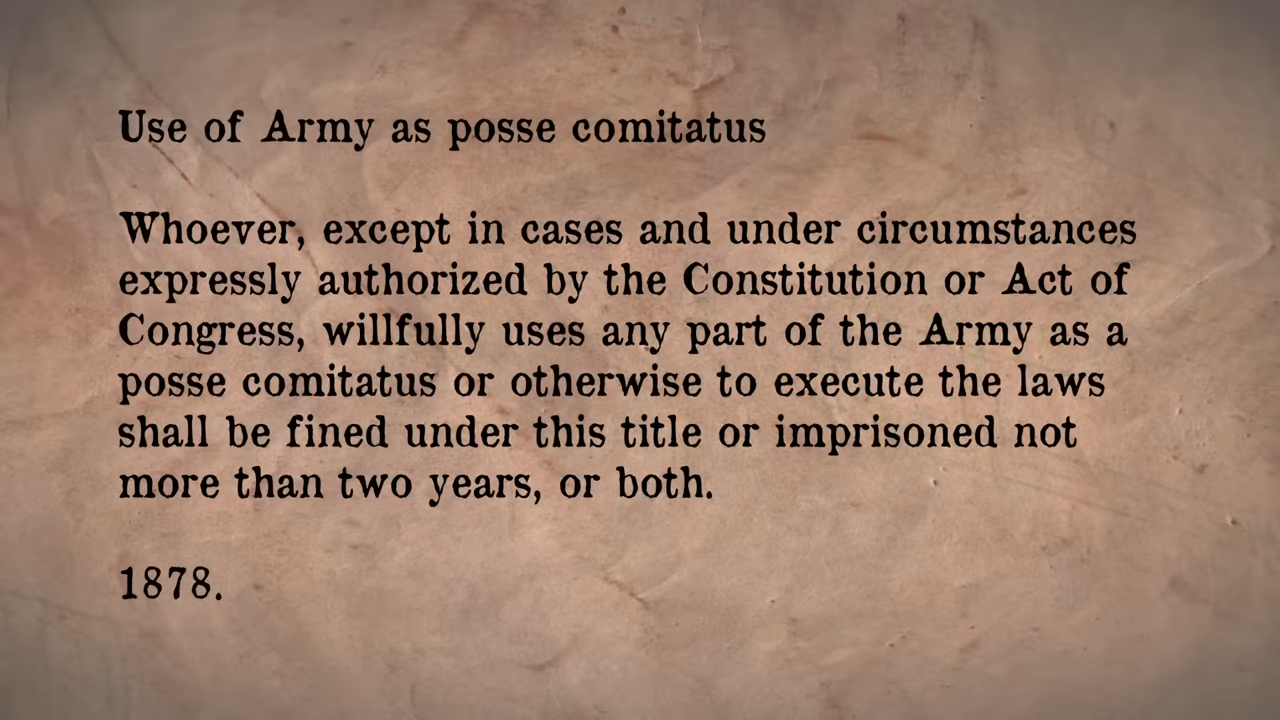 Use of Army as posse comitatus
Whoever, except in cases and under circumstances
expressly authorized by the Constitution or Act of
Congress, willfully uses any part of the Army as a
posse comitatus or otherwise to execute the laws
shall be fined under this title or imprisoned not
more than two years, or both.
1878.